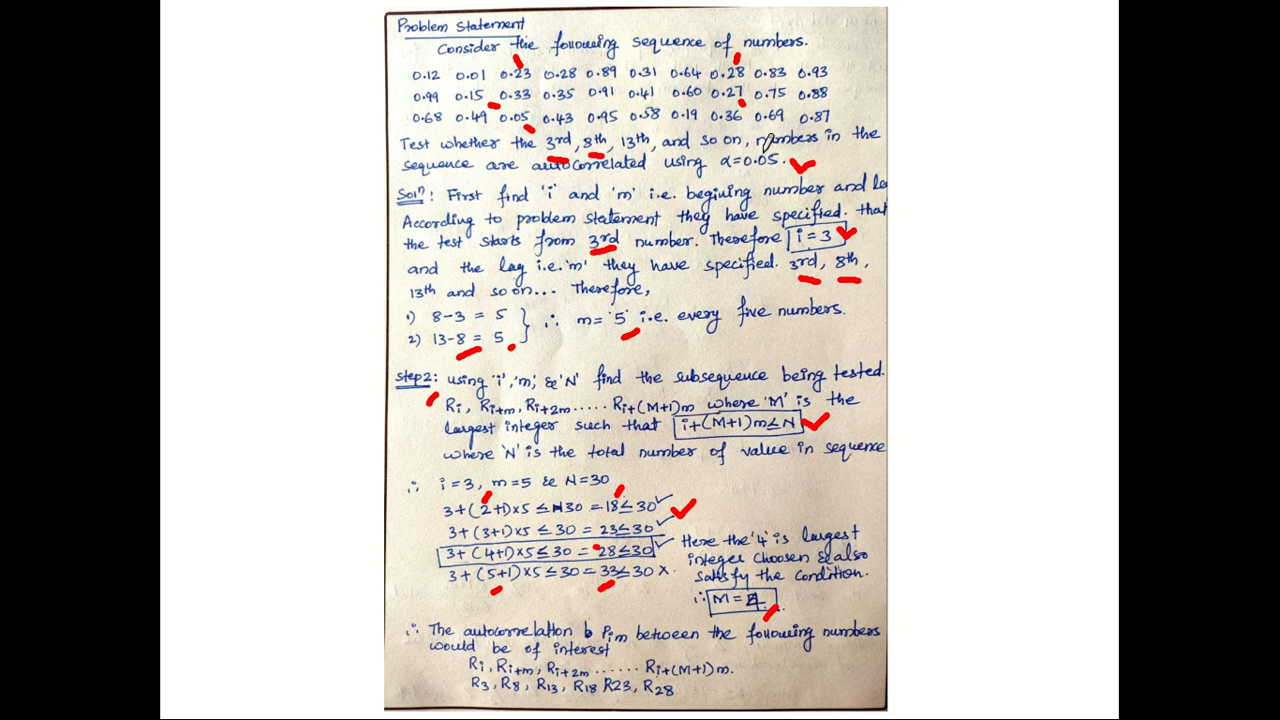 Problem Statement
Consider the following sequence of numbers.
0.12 0.01 0.23 0.28 0.89 0.31 0.64 0.28 0.83 0.93
0.99 0.15 0.33 0.35 0.91 0.41 0.60 0.27 0.75 0.88
0.68 0.49 0.05 0.43 0.95 0.58 0.19 0.36 0.69 0.87
Test whether the 3rd, 8th, 13th, and so on, numbers in the
sequence are autocorrelated using α=0.05.
Solⁿ: First find 'i' and 'm' i.e. begining number and la
According to problem statement they have specified. that
the test starts from 3rd number. Therefore i = 3
and the lag i.e. 'm' they have specified. 3rd, 8th,
13th and so on... Therefore,
1) 8-3 = 5
2) 13-8 = 5 } ∴ m= '5' i.e. every five numbers.
Step2: using 'i', 'm', & 'N' find the subsequence being tested.
Ri, Ri+m, Ri+2m ..... Ri+(M+1)m where 'M' is the
largest integer such that i+(M+1)m≤N
where 'N' is the total number of value in sequence
∴ i=3, m=5 & N=30
3+(2+1)×5 ≤ N30 = 18≤30 ✓
3+(3+1)×5 ≤ 30 = 23≤30 ✓
3+(4+1)×5 ≤ 30 = 28≤30 ✓
3+(5+1)×5 ≤ 30 = 33≤30 ×.
Here the '4' is largest
integer choosen & also
satisfy the condition.
∴ M = 4.
∴ The autocorrelation Pim between the following numbers
would be of interest
Ri, Ri+m, Ri+2m ...... Ri+(M+1)m.
R3, R8, R13, R18 R23, R28